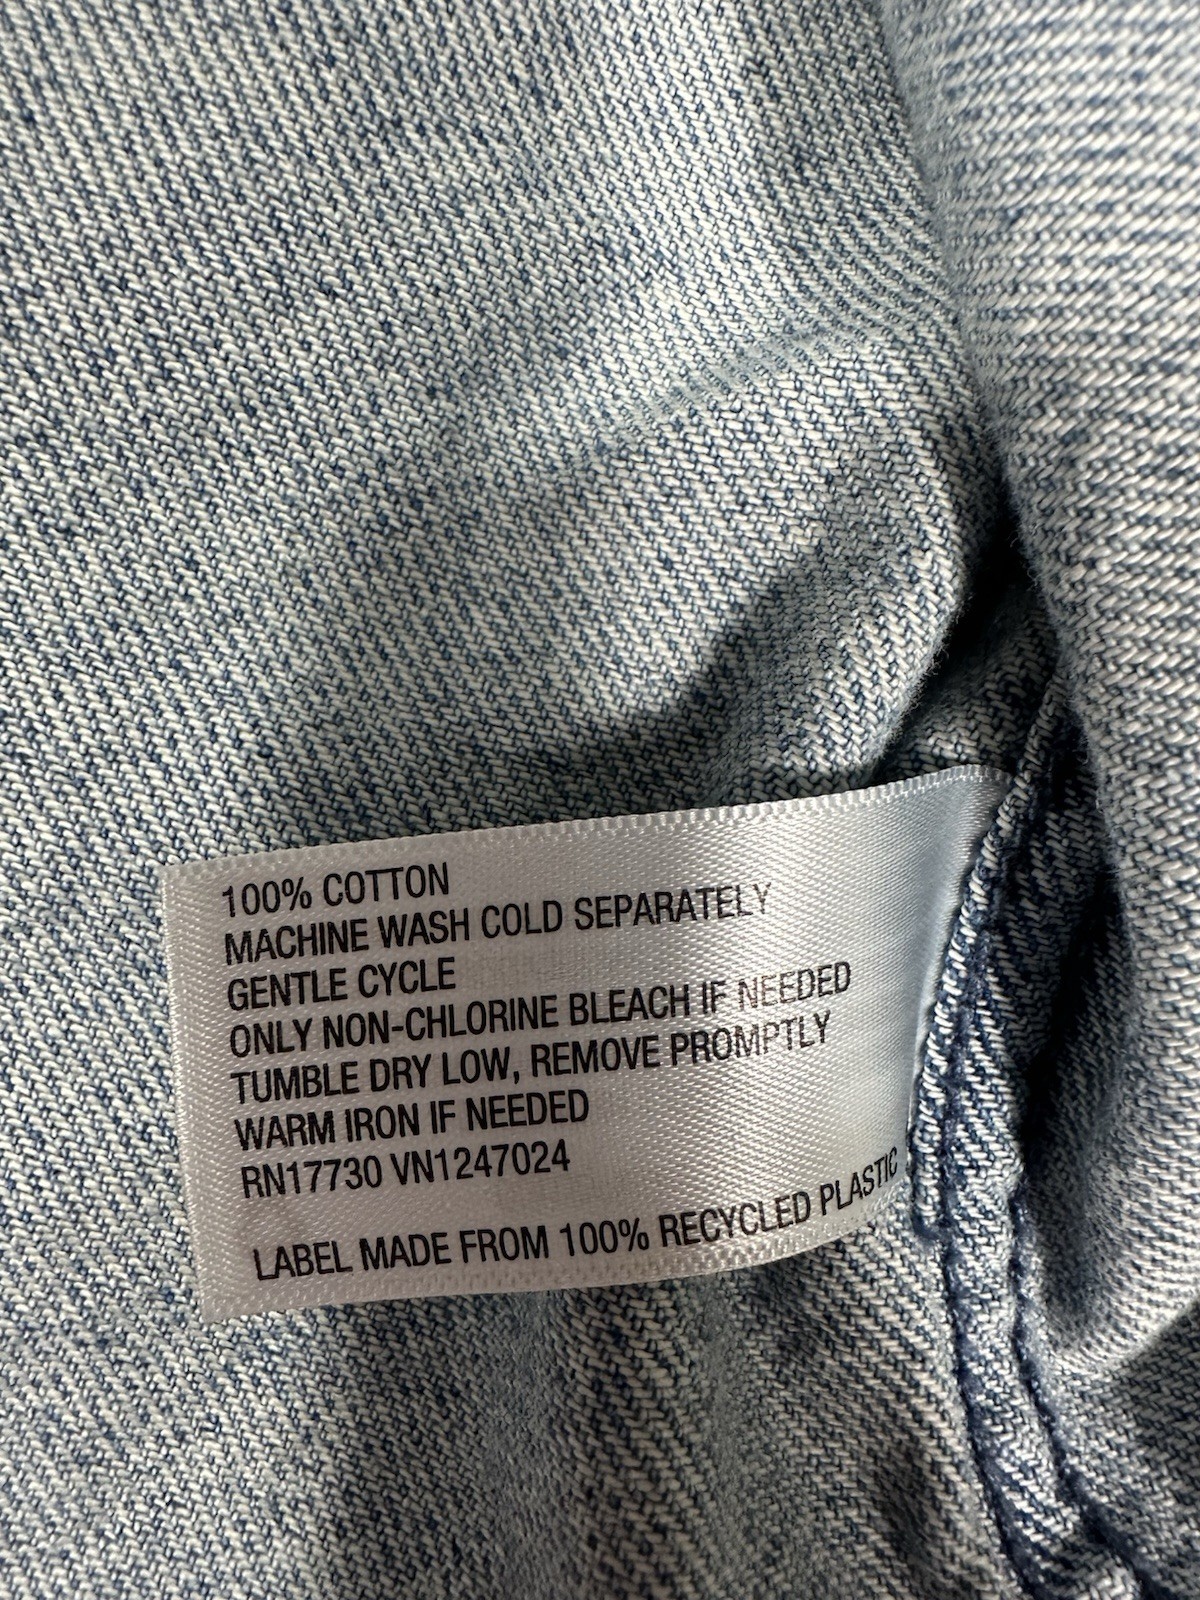 100% COTTON
MACHINE WASH COLD SEPARATELY
GENTLE CYCLE
ONLY NON-CHLORINE BLEACH IF NEEDED
TUMBLE DRY LOW, REMOVE PROMPTLY
WARM IRON IF NEEDED
RN17730 VN1247024
LABEL MADE FROM 100% RECYCLED PLASTIC